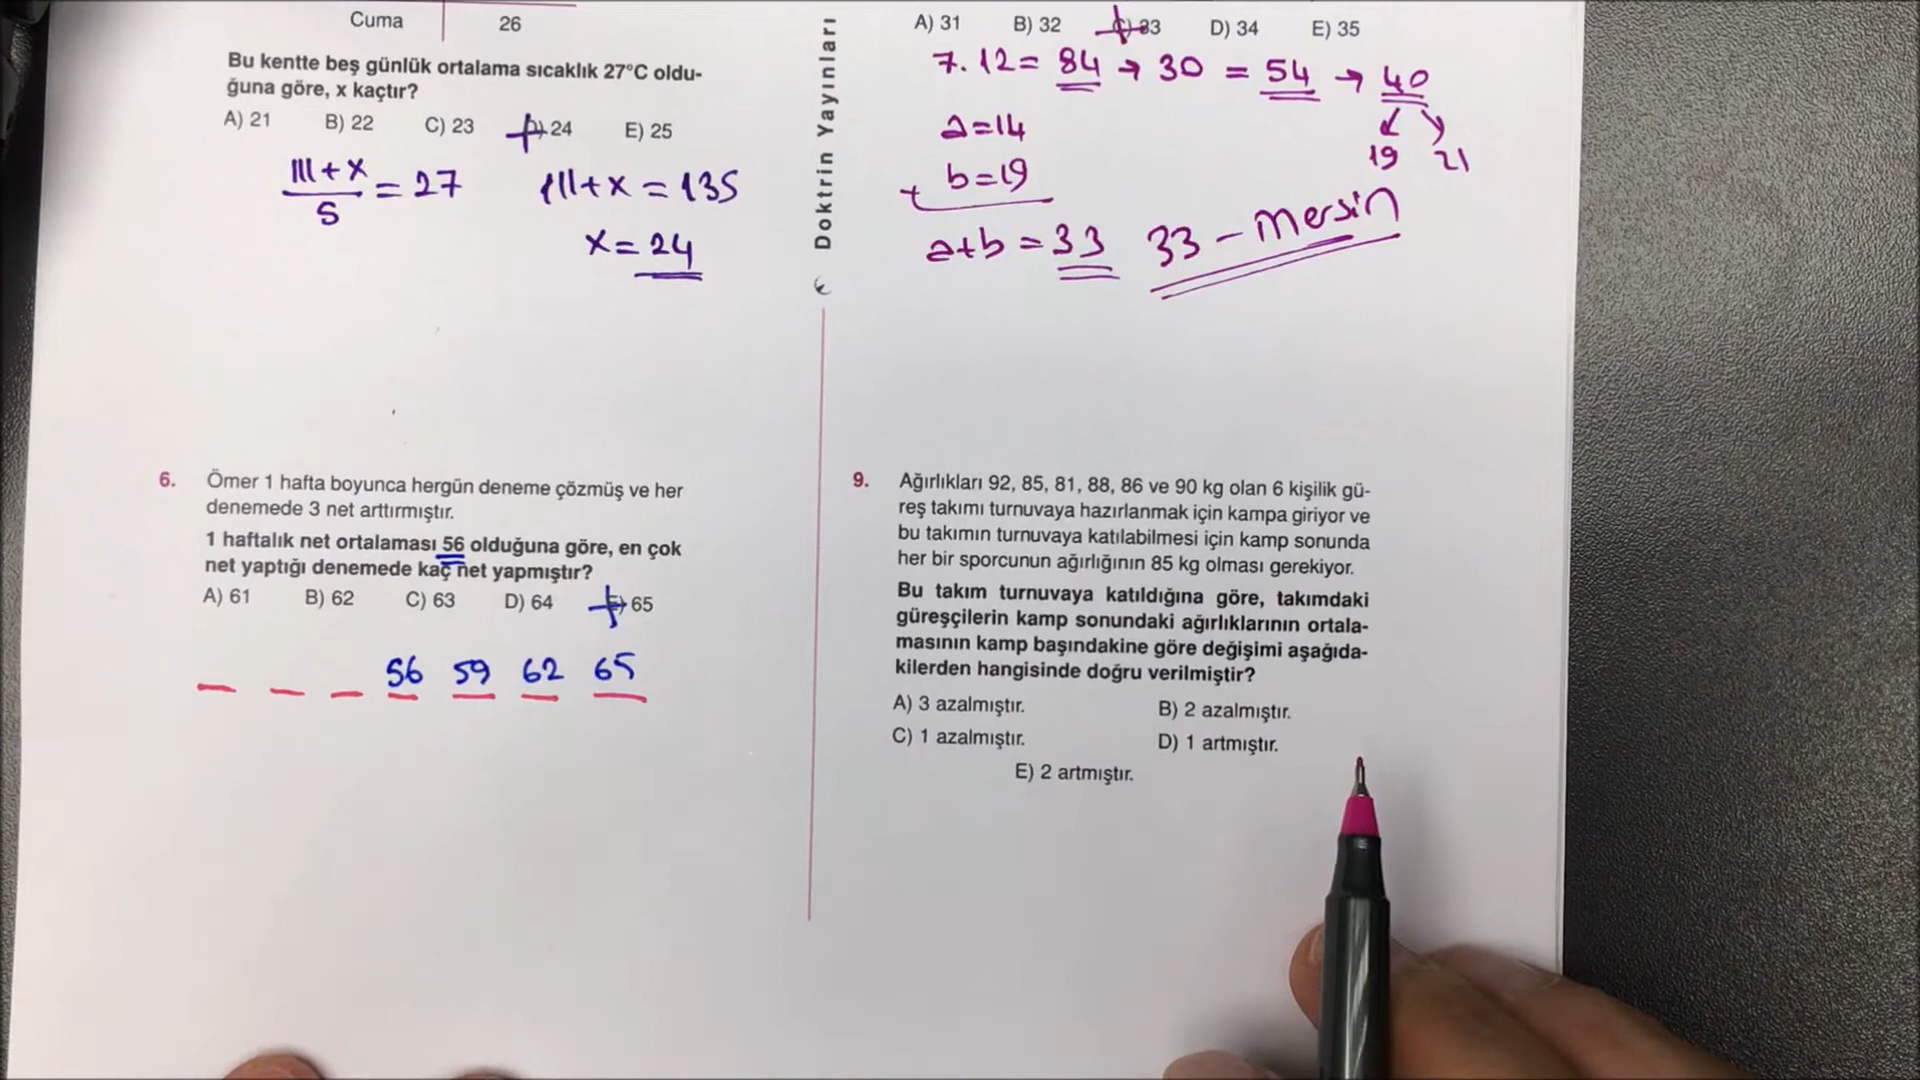 Cuma 26
Bu kentte beş günlük ortalama sıcaklık 27°C oldu-
ğuna göre, x kaçtır?
A) 21 B) 22 C) 23 D) 24 E) 25
111 + x / 5 = 27 111 + x = 135
x = 24
6. Ömer 1 hafta boyunca hergün deneme çözmüş ve her
denemede 3 net arttırmıştır.
1 haftalık net ortalaması 56 olduğuna göre, en çok
net yaptığı denemede kaç net yapmıştır?
A) 61 B) 62 C) 63 D) 64 E) 65
56 59 62 65
Doktrin Yayınları
A) 31 B) 32 C) 33 D) 34 E) 35
7. 12 = 84 → 30 = 54 → 40
19 21
a = 14
+ b = 19
a + b = 33 33 - Mersin
9. Ağırlıkları 92, 85, 81, 88, 86 ve 90 kg olan 6 kişilik gü-
reş takımı turnuvaya hazırlanmak için kampa giriyor ve
bu takımın turnuvaya katılabilmesi için kamp sonunda
her bir sporcunun ağırlığının 85 kg olması gerekiyor.
Bu takım turnuvaya katıldığına göre, takımdaki
güreşçilerin kamp sonundaki ağırlıklarının ortala-
masının kamp başındakine göre değişimi aşağıda-
kilerden hangisinde doğru verilmiştir?
A) 3 azalmıştır. B) 2 azalmıştır.
C) 1 azalmıştır. D) 1 artmıştır.
E) 2 artmıştır.